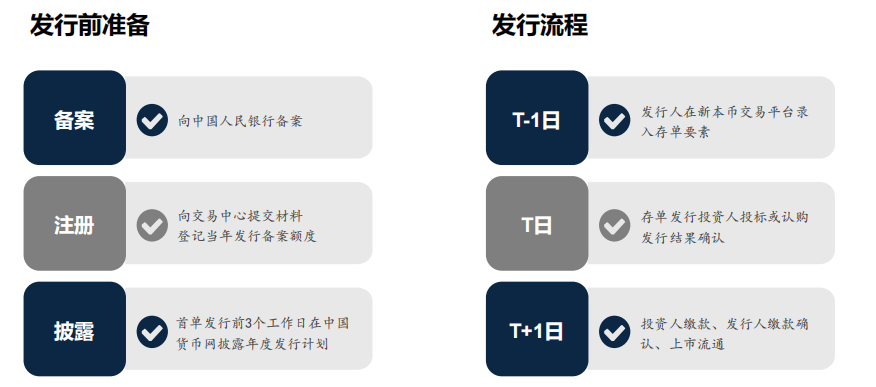 发行前准备
备案
向中国人民银行备案
注册
向交易中心提交材料
登记当年发行备案额度
披露
首单发行前3个工作日在中国
货币网披露年度发行计划
发行流程
T-1日
发行人在新本币交易平台录
入存单要素
T日
存单发行投资人投标或认购
发行结果确认
T+1日
投资人缴款、发行人缴款确
认、上市流通